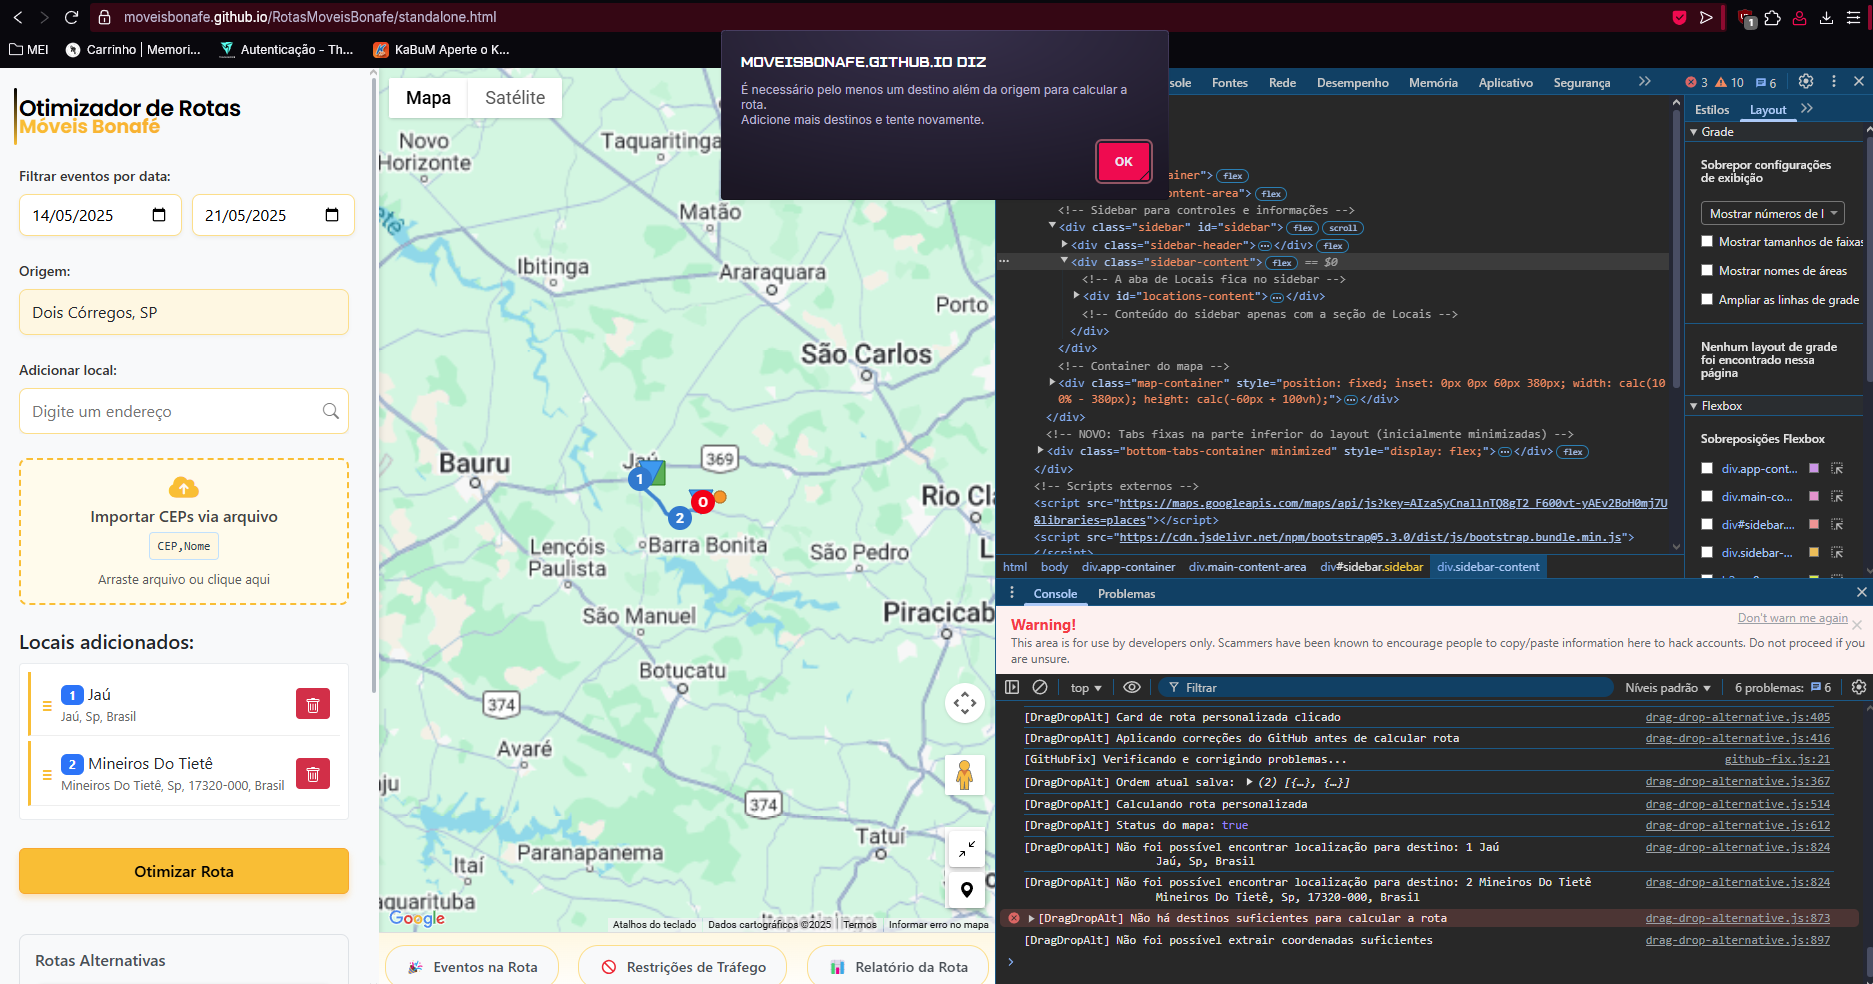 moveisbonafe.github.io/RotasMoveisBonafe/standalone.html
1
MEI
Carrinho | Memori...
Autenticação - Th...
KaBuM Aperte o K...
MOVEISBONAFE.GITHUB.IO DIZ
É necessário pelo menos um destino além da origem para calcular a
rota.
Adicione mais destinos e tente novamente.
OK
Otimizador de Rotas
Móveis Bonafé
Filtrar eventos por data:
14/05/2025
21/05/2025
Origem:
Dois Córregos, SP
Adicionar local:
Digite um endereço
Importar CEPs via arquivo
CEP,Nome
Arraste arquivo ou clique aqui
Locais adicionados:
1 Jaú
Jaú, Sp, Brasil
2 Mineiros Do Tietê
Mineiros Do Tietê, Sp, 17320-000, Brasil
Otimizar Rota
Rotas Alternativas
Mapa
Satélite
Novo
Horizonte
Taquaritinga
Matão
Ibitinga
Araraquara
Porto
São Carlos
369
Jaú
Bauru
1
O
2
Rio Cla
Barra Bonita
Lençóis
Paulista
São Pedro
São Manuel
Piracicab
Botucatu
374
Avaré
374
Tatuí
Paranapanema
Itaí
aquarituba
Itapetininga
Google
Atalhos do teclado
Dados cartográficos ©2025
Termos
Informar erro no mapa
Eventos na Rota
Restrições de Tráfego
Relatório da Rota
sole
Fontes
Rede
Desempenho
Memória
Aplicativo
Segurança
3
10
6
ainer"> flex
ontent-area"> flex
<!-- Sidebar para controles e informações -->
<div class="sidebar" id="sidebar"> flex scroll
<div class="sidebar-header"> … </div> flex
<div class="sidebar-content"> flex == $0
<!-- A aba de Locais fica no sidebar -->
<div id="locations-content"> … </div>
<!-- Conteúdo do sidebar apenas com a seção de Locais -->
</div>
</div>
<!-- Container do mapa -->
<div class="map-container" style="position: fixed; inset: 0px 0px 60px 380px; width: calc(10
0% - 380px); height: calc(-60px + 100vh);"> … </div>
</div>
<!-- NOVO: Tabs fixas na parte inferior do layout (inicialmente minimizadas) -->
<div class="bottom-tabs-container minimized" style="display: flex;"> … </div> flex
</div>
<!-- Scripts externos -->
<script src="https://maps.googleapis.com/maps/api/js?key=AIzaSyCnallnTQ8gT2_F600vt-yAEv2BoH0mj7U
&libraries=places"></script>
<script src="https://cdn.jsdelivr.net/npm/bootstrap@5.3.0/dist/js/bootstrap.bundle.min.js">
</script>
html
body
div.app-container
div.main-content-area
div#sidebar.sidebar
div.sidebar-content
Estilos
Layout
Grade
Sobrepor configurações
de exibição
Mostrar números de l
Mostrar tamanhos de faixas
Mostrar nomes de áreas
Ampliar as linhas de grade
Nenhum layout de grade
foi encontrado nessa
página
Flexbox
Sobreposições Flexbox
div.app-cont...
div.main-co...
div#sidebar....
div.sidebar-...
Console
Problemas
Warning!
Don't warn me again
This area is for use by developers only. Scammers have been known to encourage people to copy/paste information here to hack accounts. Do not proceed if you
are unsure.
top
Filtrar
Níveis padrão
6 problemas: 6
[DragDropAlt] Card de rota personalizada clicado drag-drop-alternative.js:405
[DragDropAlt] Aplicando correções do GitHub antes de calcular rota drag-drop-alternative.js:416
[GitHubFix] Verificando e corrigindo problemas... github-fix.js:21
[DragDropAlt] Ordem atual salva: (2) [{…}, {…}] drag-drop-alternative.js:367
[DragDropAlt] Calculando rota personalizada drag-drop-alternative.js:514
[DragDropAlt] Status do mapa: true drag-drop-alternative.js:612
[DragDropAlt] Não foi possível encontrar localização para destino: 1 Jaú drag-drop-alternative.js:824
Jaú, Sp, Brasil
[DragDropAlt] Não foi possível encontrar localização para destino: 2 Mineiros Do Tietê drag-drop-alternative.js:824
Mineiros Do Tietê, Sp, 17320-000, Brasil
[DragDropAlt] Não há destinos suficientes para calcular a rota drag-drop-alternative.js:873
[DragDropAlt] Não foi possível extrair coordenadas suficientes drag-drop-alternative.js:897